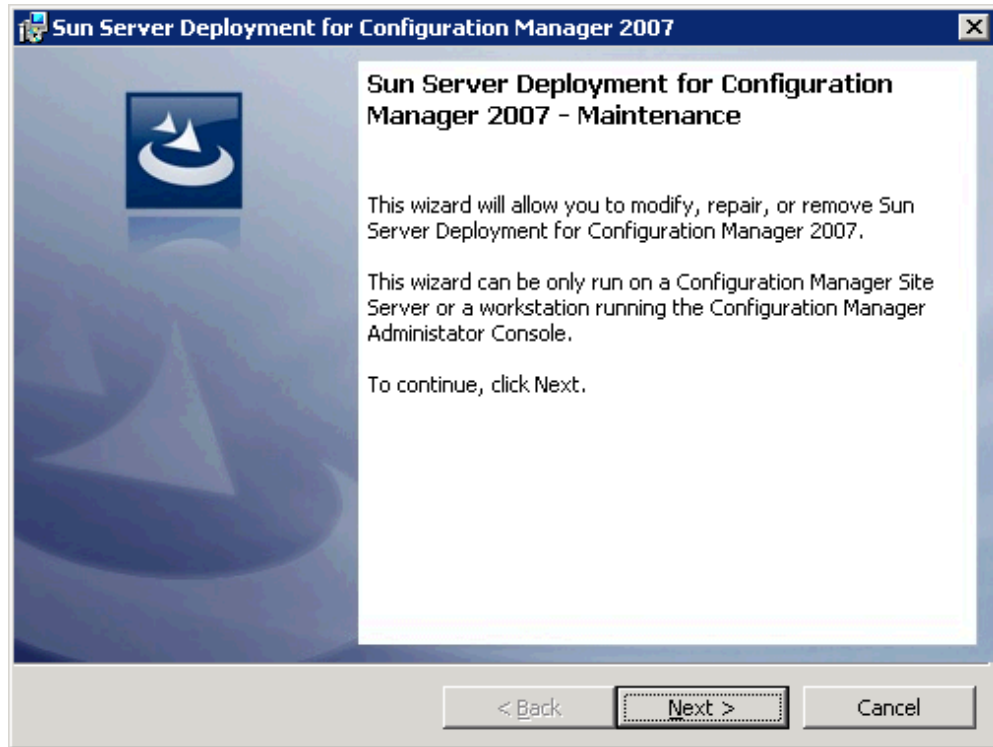 Sun Server Deployment for Configuration Manager 2007
Sun Server Deployment for Configuration
Manager 2007 - Maintenance
This wizard will allow you to modify, repair, or remove Sun
Server Deployment for Configuration Manager 2007.
This wizard can be only run on a Configuration Manager Site
Server or a workstation running the Configuration Manager
Administator Console.
To continue, click Next.
< Back
Next >
Cancel